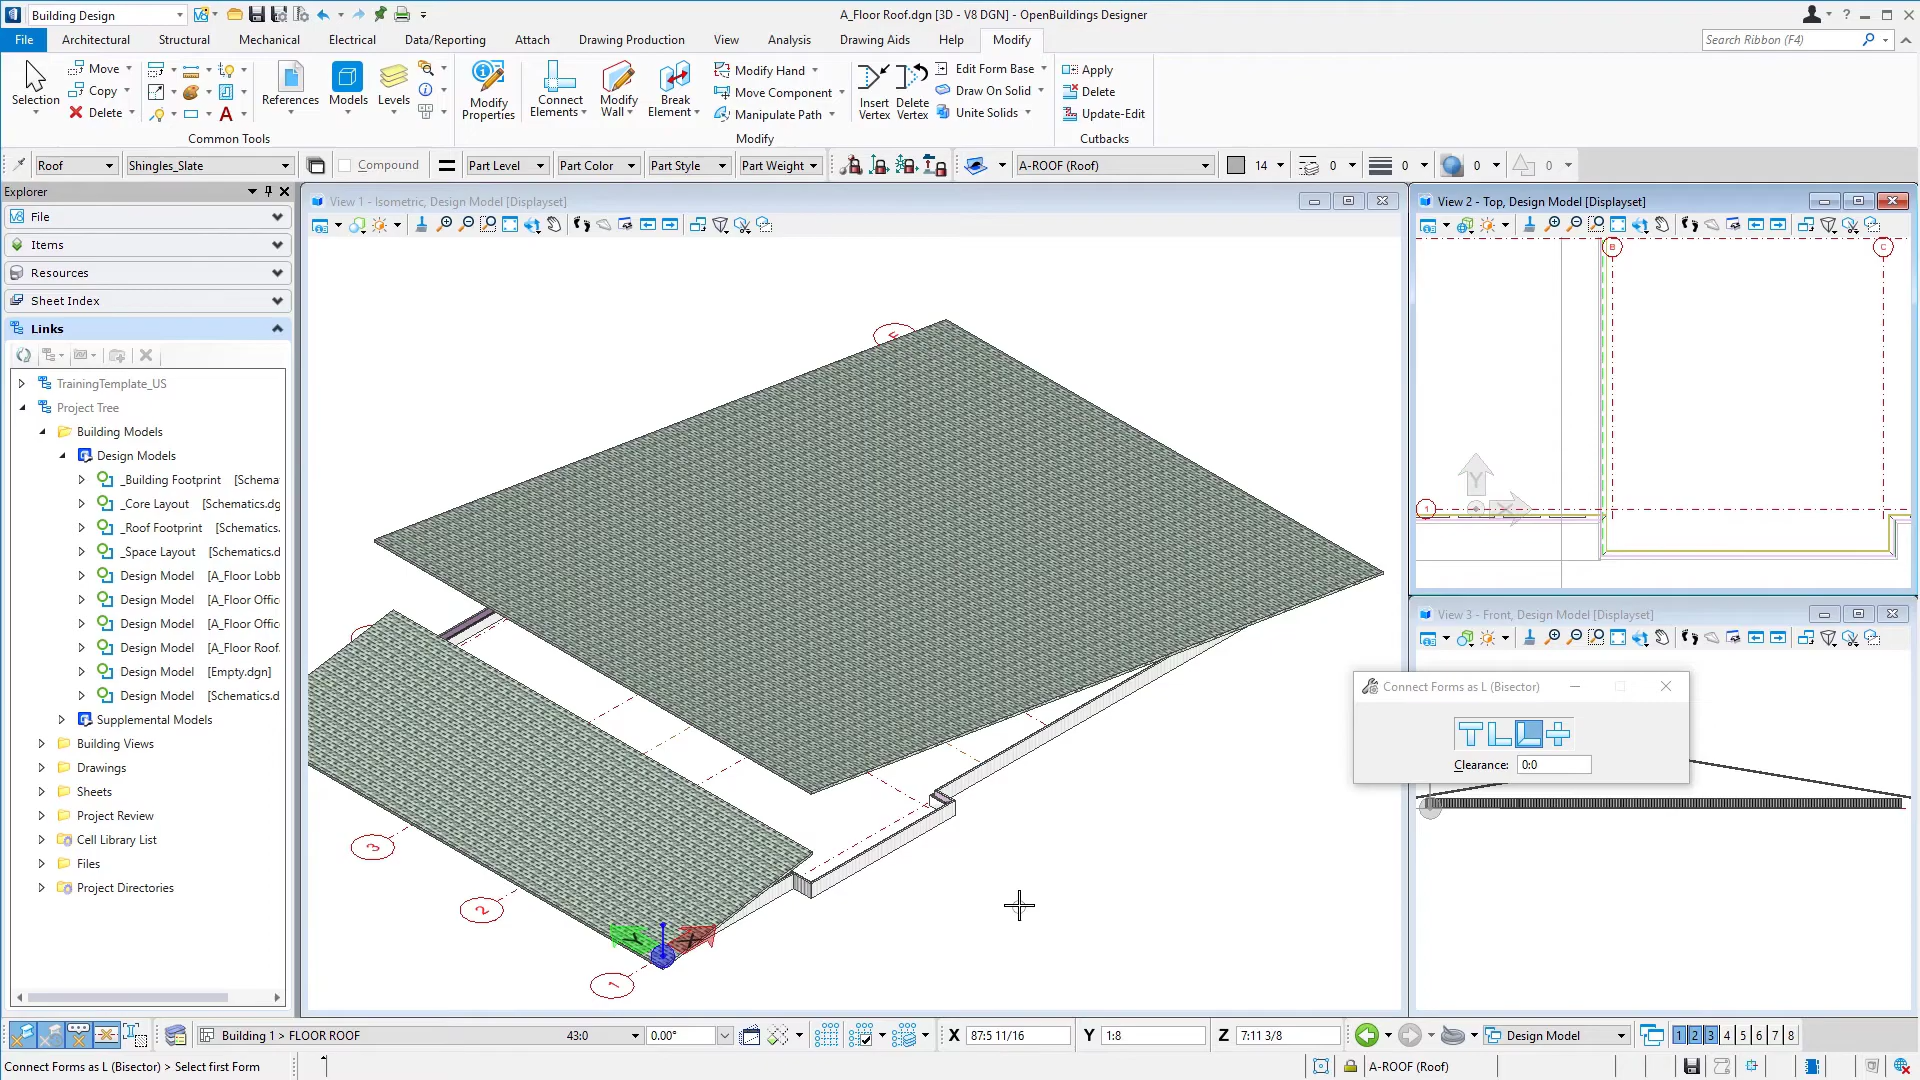 Building Design
A_Floor Roof.dgn [3D - V8 DGN] - OpenBuildings Designer
File Architectural Structural Mechanical Electrical Data/Reporting Attach Drawing Production View Analysis Drawing Aids Help Modify
Search Ribbon (F4)
Selection
Move
Copy
Delete
A
References
Models
Levels
Common Tools
Modify
Properties
Connect
Elements
Modify
Wall
Break
Element
Modify Hand
Move Component
Manipulate Path
Insert
Vertex
Delete
Vertex
Edit Form Base
Draw On Solid
Unite Solids
Modify
Apply
Delete
Update-Edit
Cutbacks
Roof Shingles_Slate Compound Part Level Part Color Part Style Part Weight A-ROOF (Roof) 14 0 0 0 0
Explorer
File
Items
Resources
Sheet Index
Links
TrainingTemplate_US
Project Tree
Building Models
Design Models
_Building Footprint [Schema
_Core Layout [Schematics.dg
_Roof Footprint [Schematics.
_Space Layout [Schematics.d
Design Model [A_Floor Lobb
Design Model [A_Floor Offic
Design Model [A_Floor Offic
Design Model [A_Floor Roof.
Design Model [Empty.dgn]
Design Model [Schematics.d
Supplemental Models
Building Views
Drawings
Sheets
Project Review
Cell Library List
Files
Project Directories
View 1 - Isometric, Design Model [Displayset]
3
2
1
Y X
View 2 - Top, Design Model [Displayset]
B C
Y
X
1
View 3 - Front, Design Model [Displayset]
Connect Forms as L (Bisector)
Clearance: 0:0
Building 1 > FLOOR ROOF 43:0 0.00° X 87:5 11/16 Y 1:8 Z 7:11 3/8 Design Model 1 2 3 4 5 6 7 8
Connect Forms as L (Bisector) > Select first Form
A-ROOF (Roof)